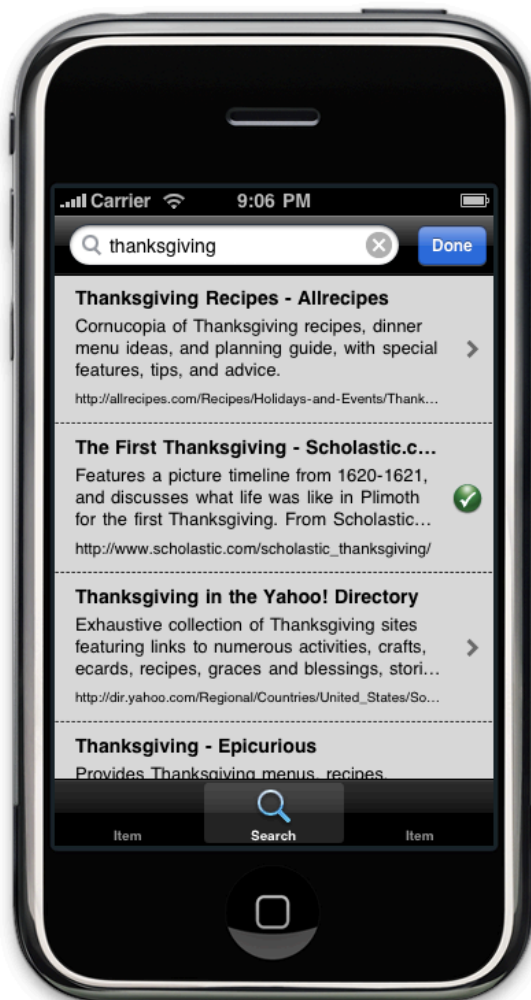 Carrier 9:06 PM
thanksgiving
Done
Thanksgiving Recipes - Allrecipes
Cornucopia of Thanksgiving recipes, dinner
menu ideas, and planning guide, with special
features, tips, and advice.
http://allrecipes.com/Recipes/Holidays-and-Events/Thank...
The First Thanksgiving - Scholastic.c...
Features a picture timeline from 1620-1621,
and discusses what life was like in Plimoth
for the first Thanksgiving. From Scholastic...
http://www.scholastic.com/scholastic_thanksgiving/
Thanksgiving in the Yahoo! Directory
Exhaustive collection of Thanksgiving sites
featuring links to numerous activities, crafts,
ecards, recipes, graces and blessings, stori...
http://dir.yahoo.com/Regional/Countries/United_States/So...
Thanksgiving - Epicurious
Provides Thanksgiving menus, recipes,
Item
Search
Item